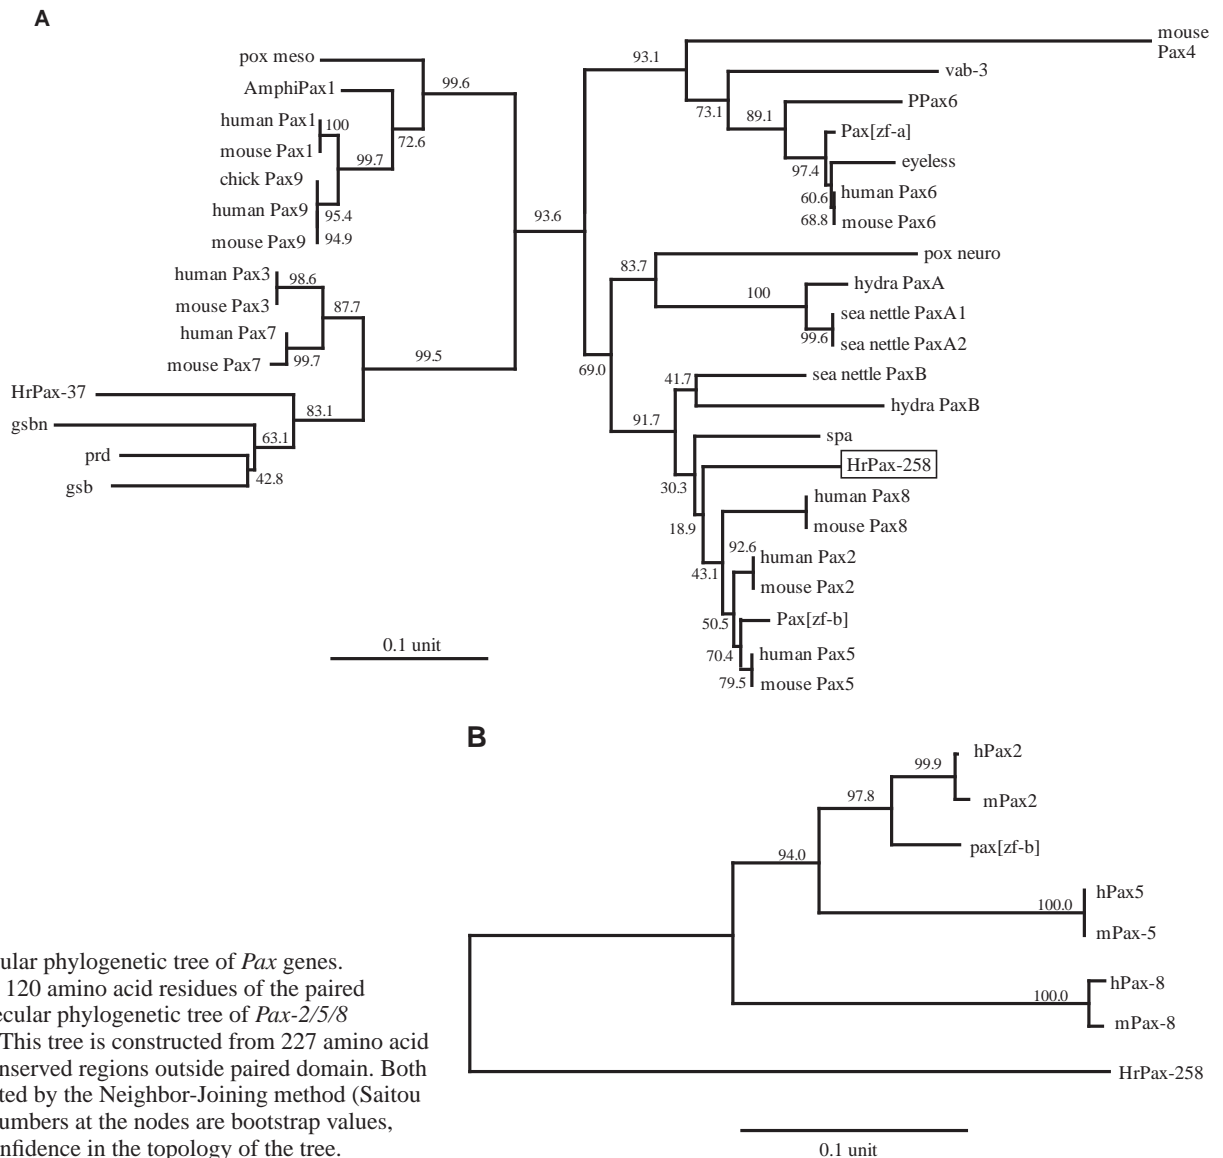 A
mouse
Pax4
pox meso
99.6
93.1
vab-3
AmphiPax1
73.1
89.1
PPax6
human Pax1
100
72.6
Pax[zf-a]
mouse Pax1
99.7
97.4
eyeless
chick Pax9
60.6
human Pax6
human Pax9
95.4
93.6
68.8
mouse Pax6
mouse Pax9
94.9
pox neuro
human Pax3
98.6
83.7
hydra PaxA
mouse Pax3
87.7
100
sea nettle PaxA1
human Pax7
99.6
sea nettle PaxA2
mouse Pax7
99.7
99.5
69.0
41.7
sea nettle PaxB
HrPax-37
83.1
hydra PaxB
gsbn
63.1
91.7
spa
prd
HrPax-258
gsb
42.8
30.3
human Pax8
18.9
mouse Pax8
92.6
human Pax2
43.1
mouse Pax2
50.5
Pax[zf-b]
0.1 unit
70.4
human Pax5
79.5
mouse Pax5
B
hPax2
99.9
97.8
mPax2
94.0
pax[zf-b]
hPax5
100.0
mPax-5
hPax-8
100.0
mPax-8
HrPax-258
0.1 unit
ular phylogenetic tree of Pax genes.
120 amino acid residues of the paired
ecular phylogenetic tree of Pax-2/5/8
This tree is constructed from 227 amino acid
nserved regions outside paired domain. Both
ted by the Neighbor-Joining method (Saitou
umbers at the nodes are bootstrap values,
nfidence in the topology of the tree.